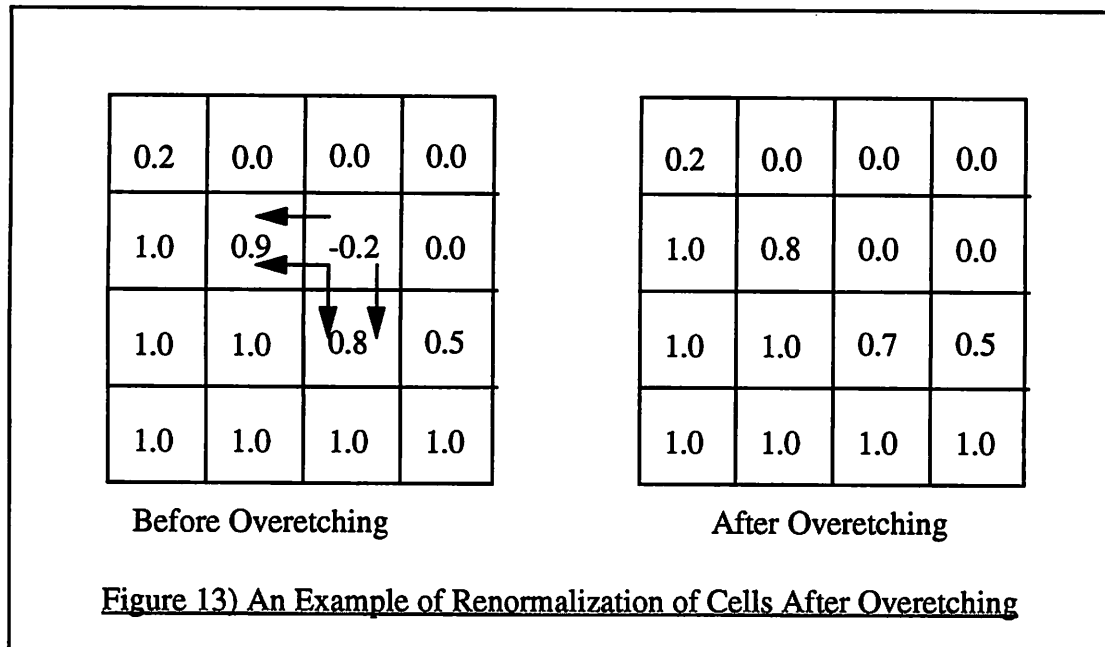 0.2 0.0 0.0 0.0
1.0 0.9 -0.2 0.0
1.0 1.0 0.8 0.5
1.0 1.0 1.0 1.0
Before Overetching
0.2 0.0 0.0 0.0
1.0 0.8 0.0 0.0
1.0 1.0 0.7 0.5
1.0 1.0 1.0 1.0
After Overetching
Figure 13) An Example of Renormalization of Cells After Overetching